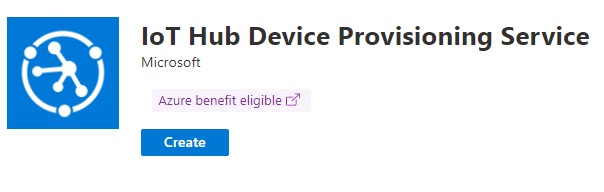 IoT Hub Device Provisioning Service
Microsoft
Azure benefit eligible
Create